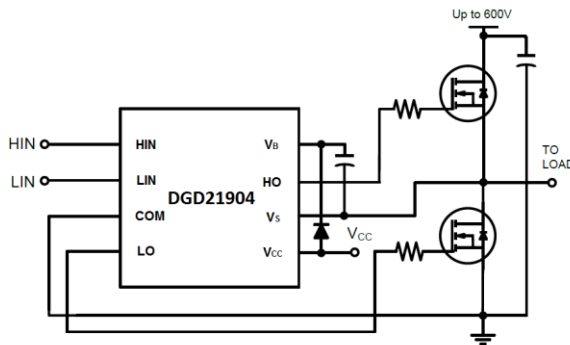 Up to 600V
HIN
LIN
HIN
LIN
COM
LO
DGD21904
VB
HO
VS
VCC
VCC
TO
LOAD